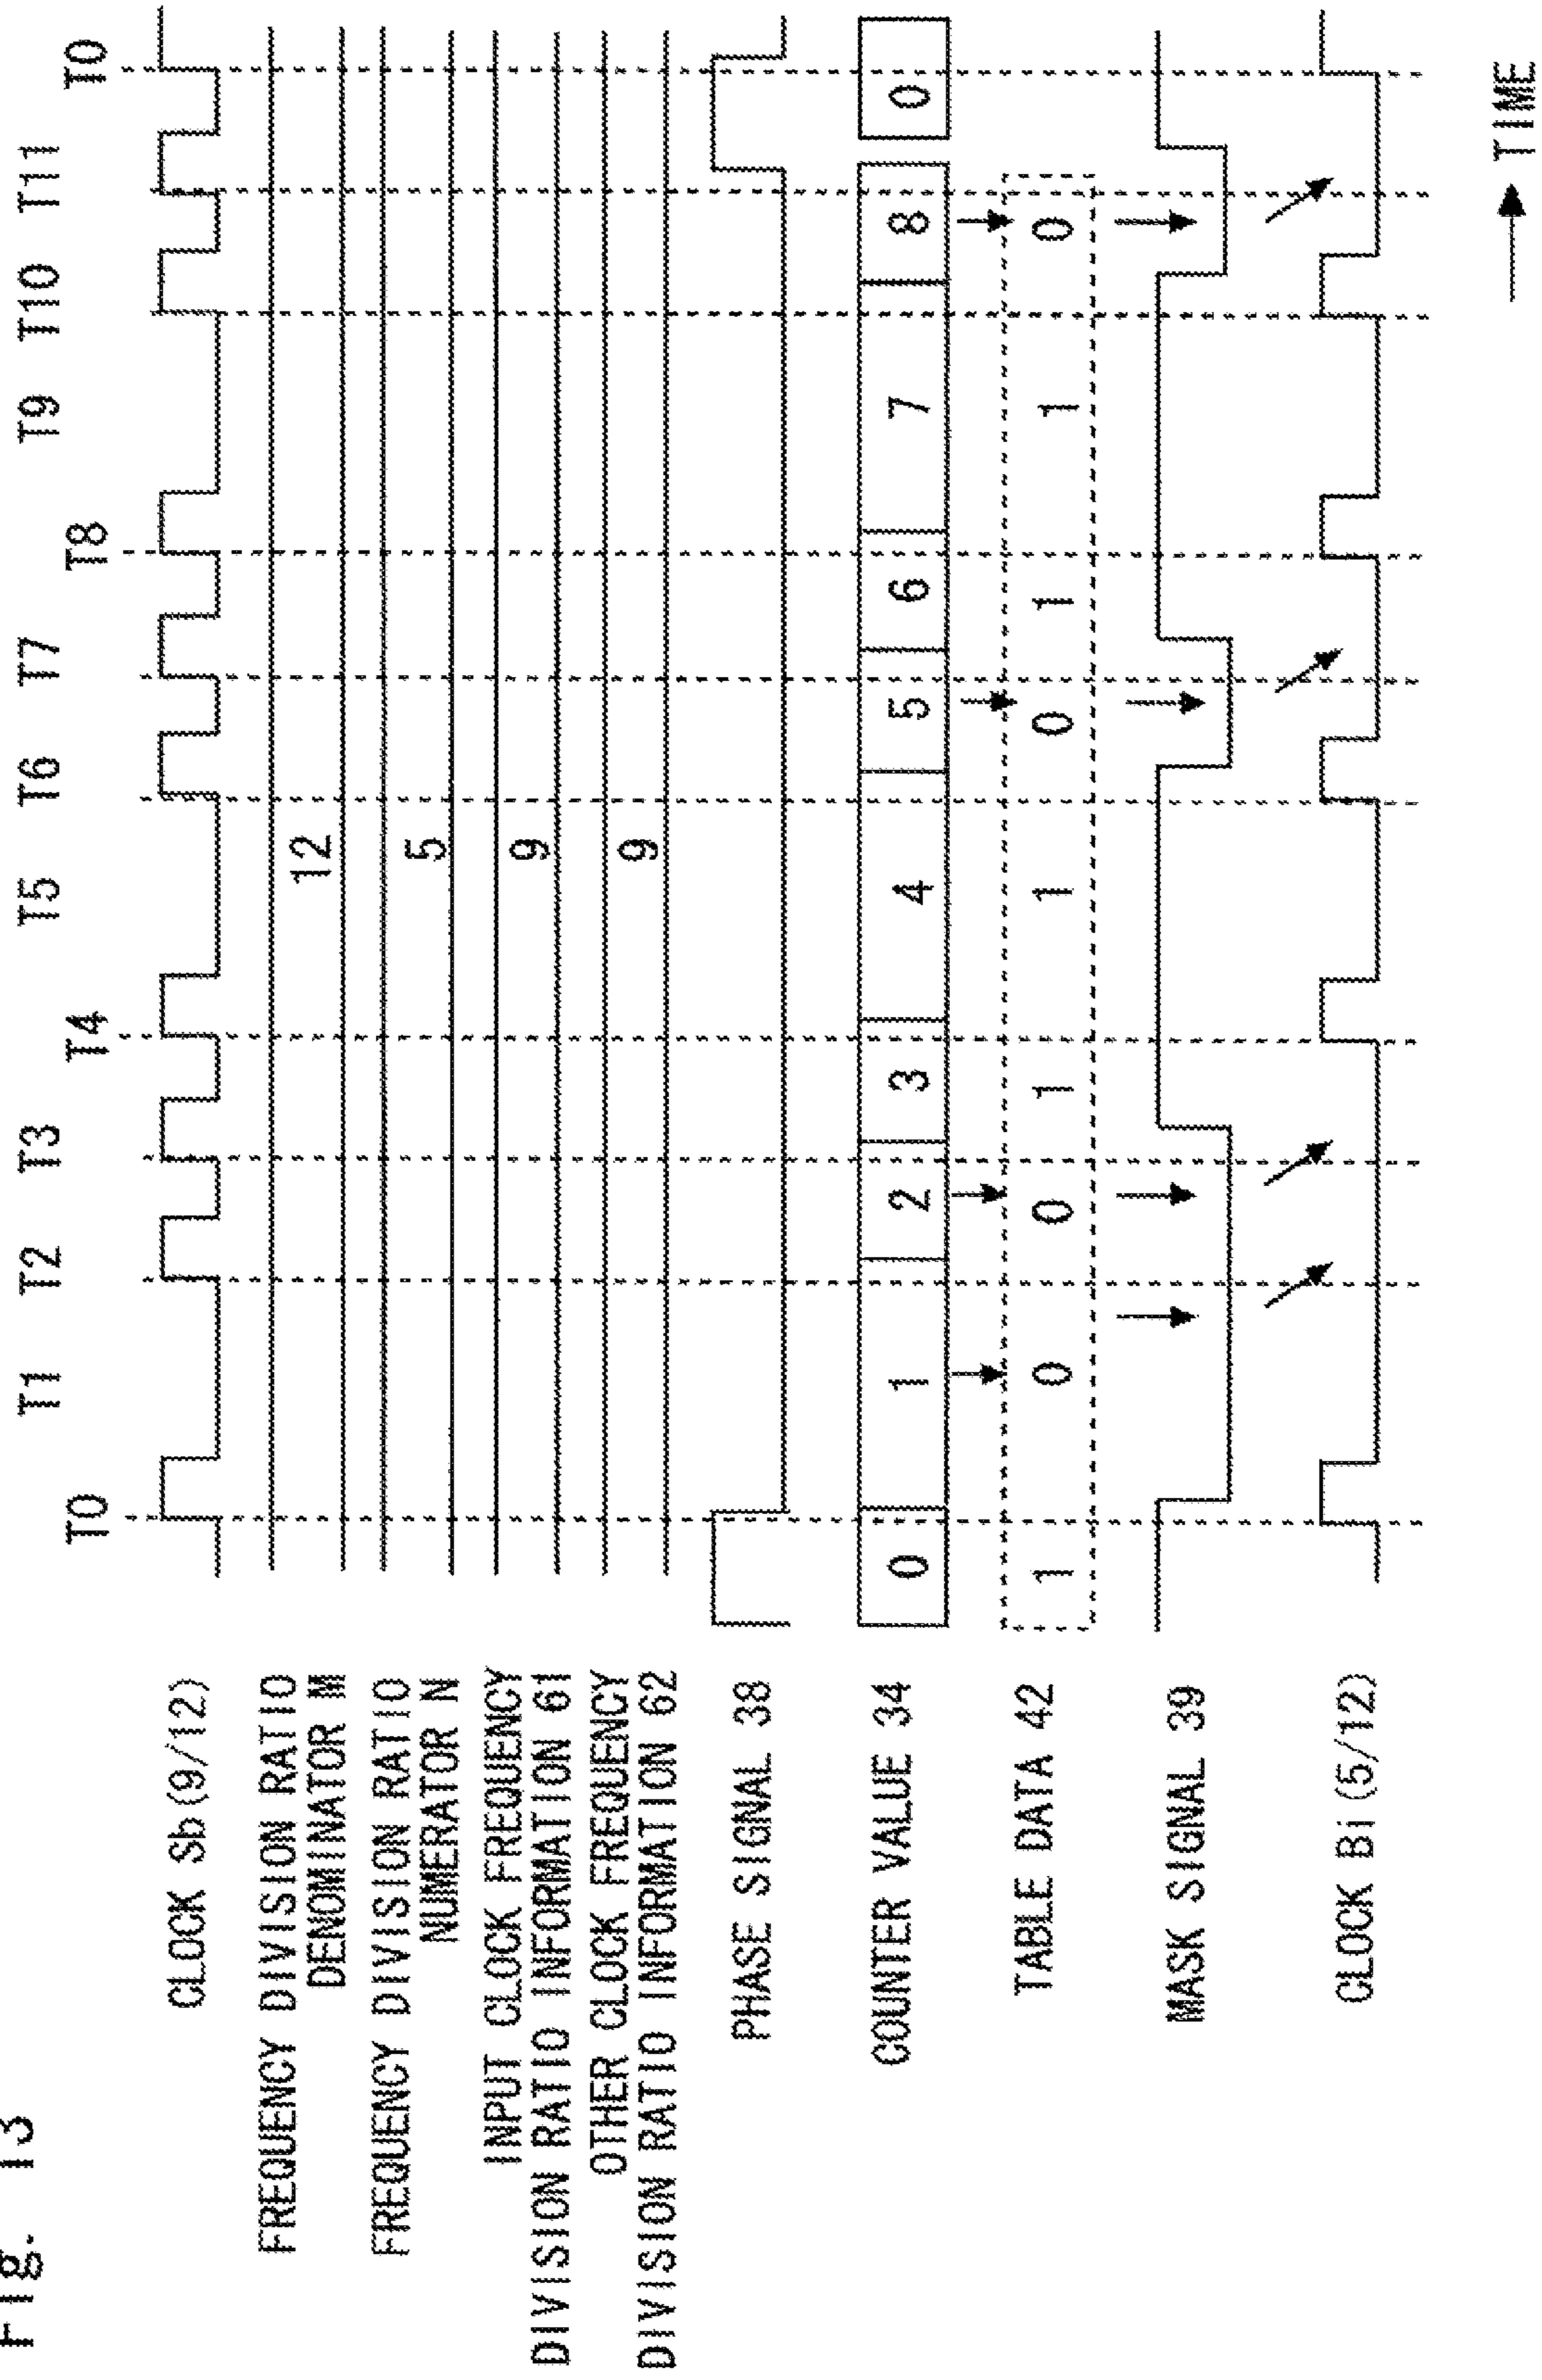 Fig. 13
T0 T1 T2 T3 T4 T5 T6 T7 T8 T9 T10 T11 T0
CLOCK Sb(9/12)
FREQUENCY DIVISION RATIO
DENOMINATOR M
12
FREQUENCY DIVISION RATIO
NUMERATOR N
5
INPUT CLOCK FREQUENCY
DIVISION RATIO INFORMATION 61
9
OTHER CLOCK FREQUENCY
DIVISION RATIO INFORMATION 62
9
PHASE SIGNAL 38
COUNTER VALUE 34
0 1 2 3 4 5 6 7 8 0
TABLE DATA 42
1 0 0 1 1 0 1 1 0
MASK SIGNAL 39
CLOCK Bi(5/12)
TIME